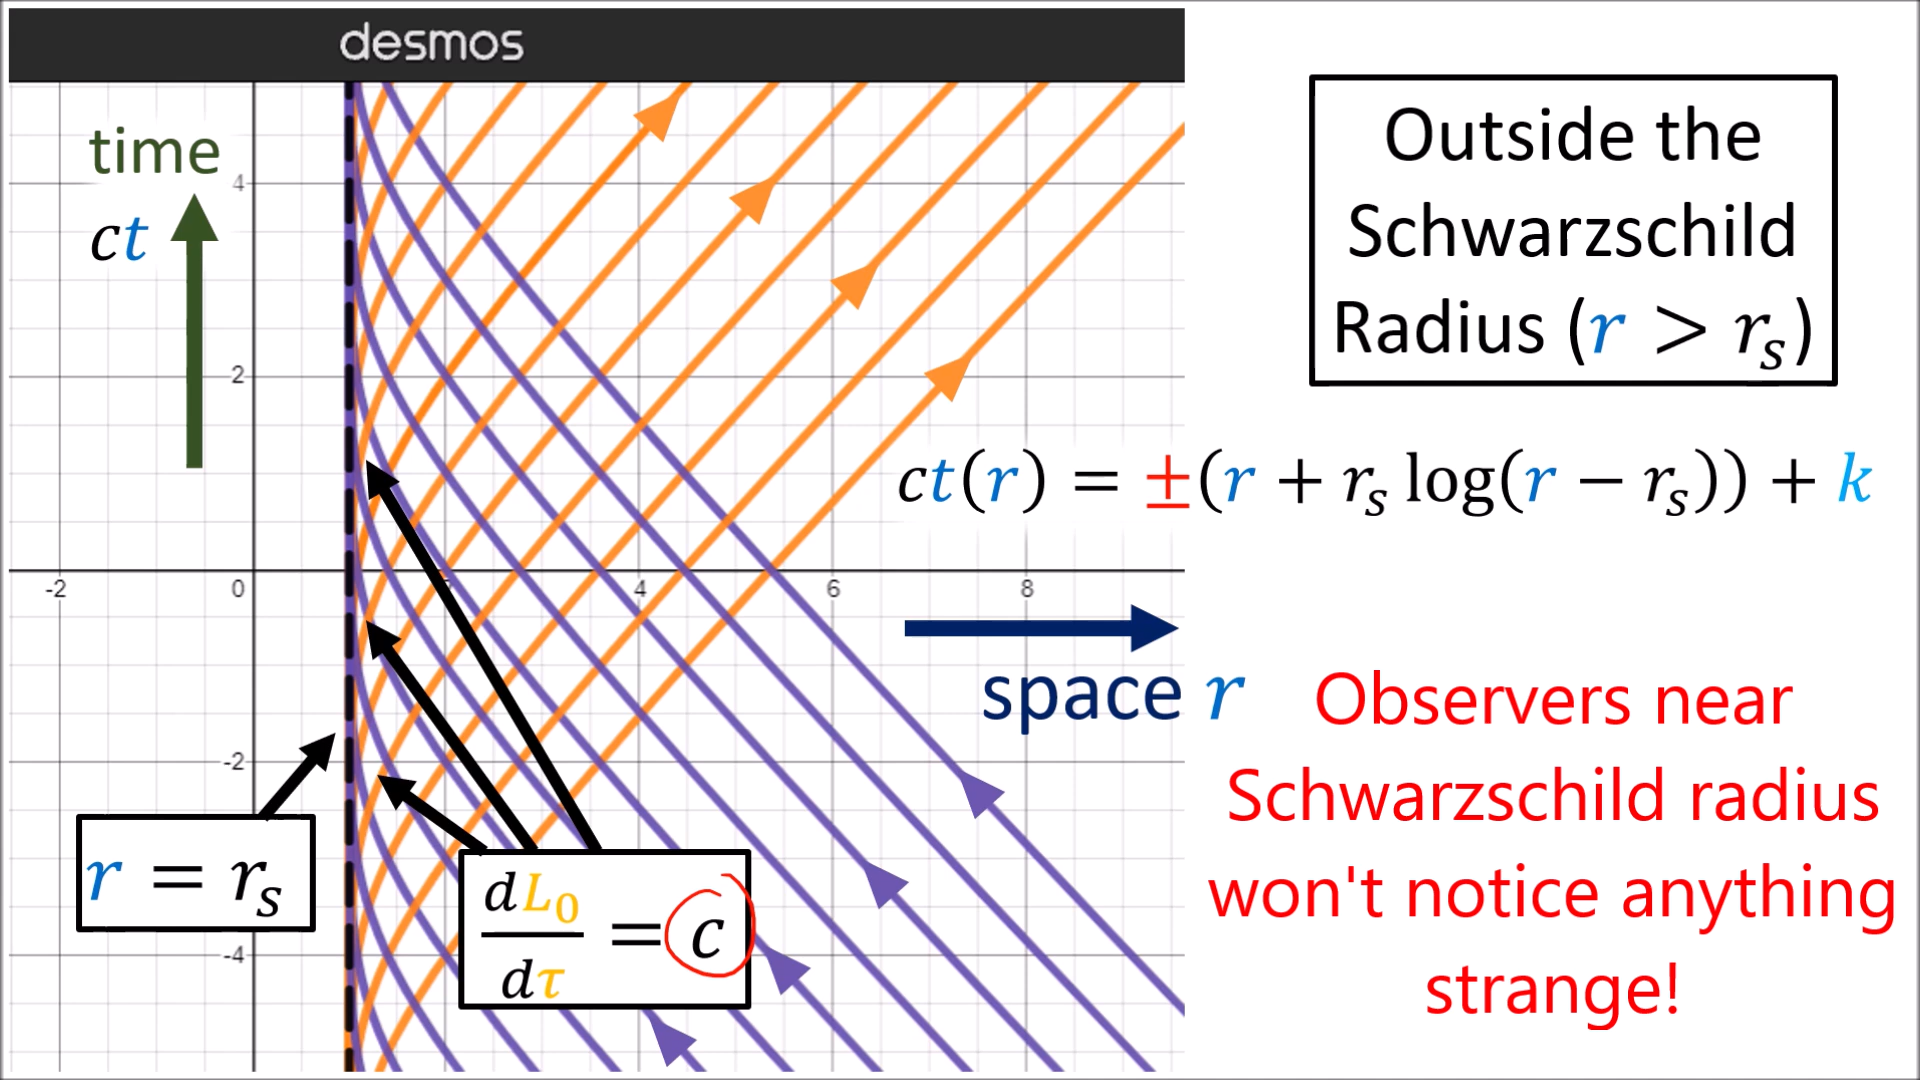 desmos
time
ct
4
2
-2
0
4
6
8
-2
-4
space r
r = rₛ
dL₀
/dτ = c
Outside the
Schwarzschild
Radius (r > rₛ)
ct(r) = ±(r + rₛ log(r − rₛ)) + k
Observers near
Schwarzschild radius
won't notice anything
strange!